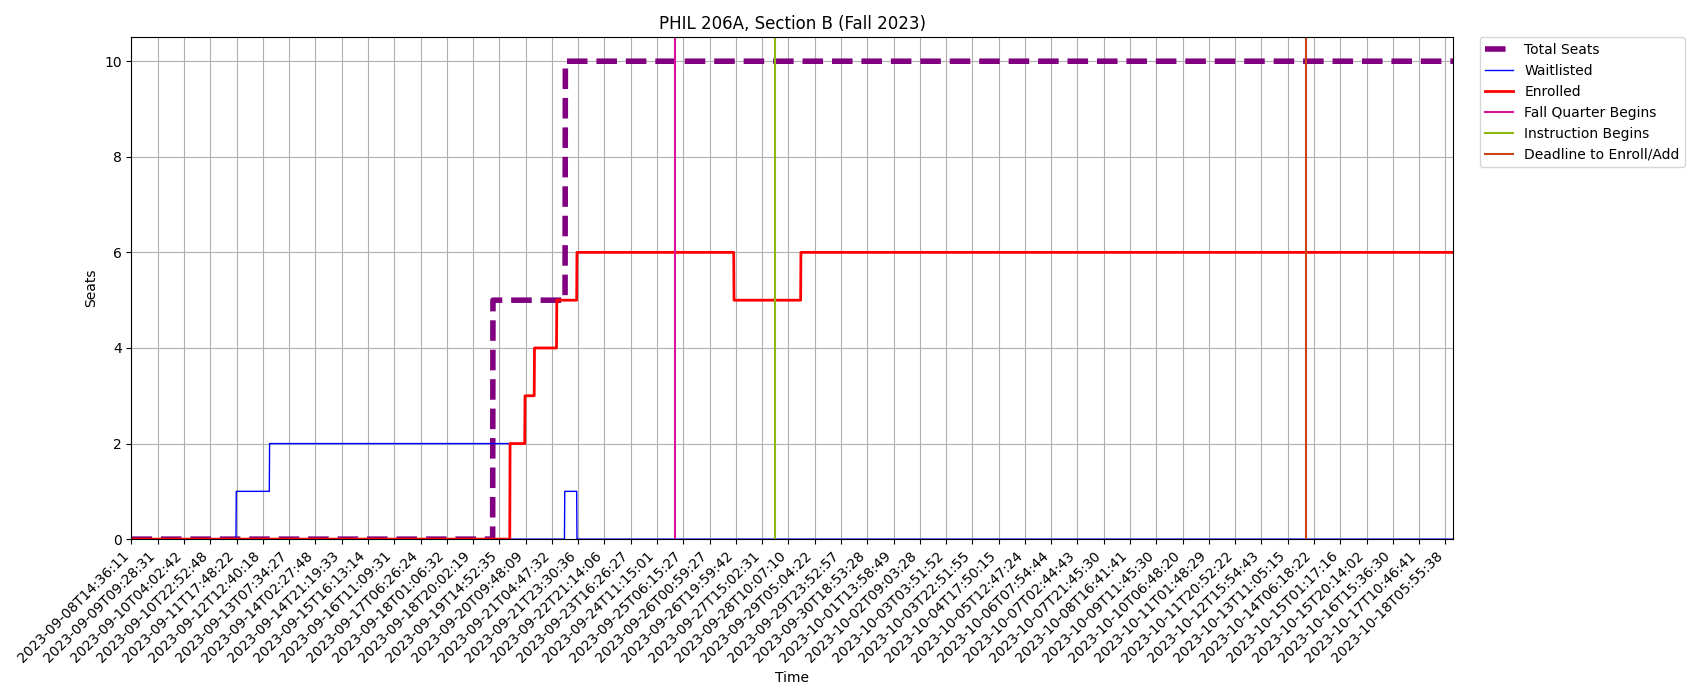 PHIL 206A, Section B (Fall 2023)
Total Seats
Waitlisted
Enrolled
Fall Quarter Begins
Instruction Begins
Deadline to Enroll/Add
10
8
6
4
2
0
Seats
2023-09-08T14:36:11
2023-09-09T09:28:31
2023-09-10T04:02:42
2023-09-10T22:52:48
2023-09-11T17:48:22
2023-09-12T12:40:18
2023-09-13T07:34:27
2023-09-14T02:27:48
2023-09-14T21:19:33
2023-09-15T16:13:14
2023-09-16T11:09:31
2023-09-17T06:26:24
2023-09-18T01:06:32
2023-09-18T20:02:19
2023-09-19T14:52:35
2023-09-20T09:48:09
2023-09-21T04:47:32
2023-09-21T23:30:36
2023-09-22T21:14:06
2023-09-23T16:26:27
2023-09-24T11:15:01
2023-09-25T06:15:27
2023-09-26T00:59:27
2023-09-26T19:59:42
2023-09-27T15:02:31
2023-09-28T10:07:10
2023-09-29T05:04:22
2023-09-29T23:52:57
2023-09-30T18:53:28
2023-10-01T13:58:49
2023-10-02T09:03:28
2023-10-03T03:51:52
2023-10-03T22:51:55
2023-10-04T17:50:15
2023-10-05T12:47:24
2023-10-06T07:54:44
2023-10-07T02:44:43
2023-10-07T21:45:30
2023-10-08T16:41:41
2023-10-09T11:45:30
2023-10-10T06:48:20
2023-10-11T01:48:29
2023-10-11T20:52:22
2023-10-12T15:54:43
2023-10-13T11:05:15
2023-10-14T06:18:22
2023-10-15T01:17:16
2023-10-15T20:14:02
2023-10-16T15:36:30
2023-10-17T10:46:41
2023-10-18T05:55:38
Time